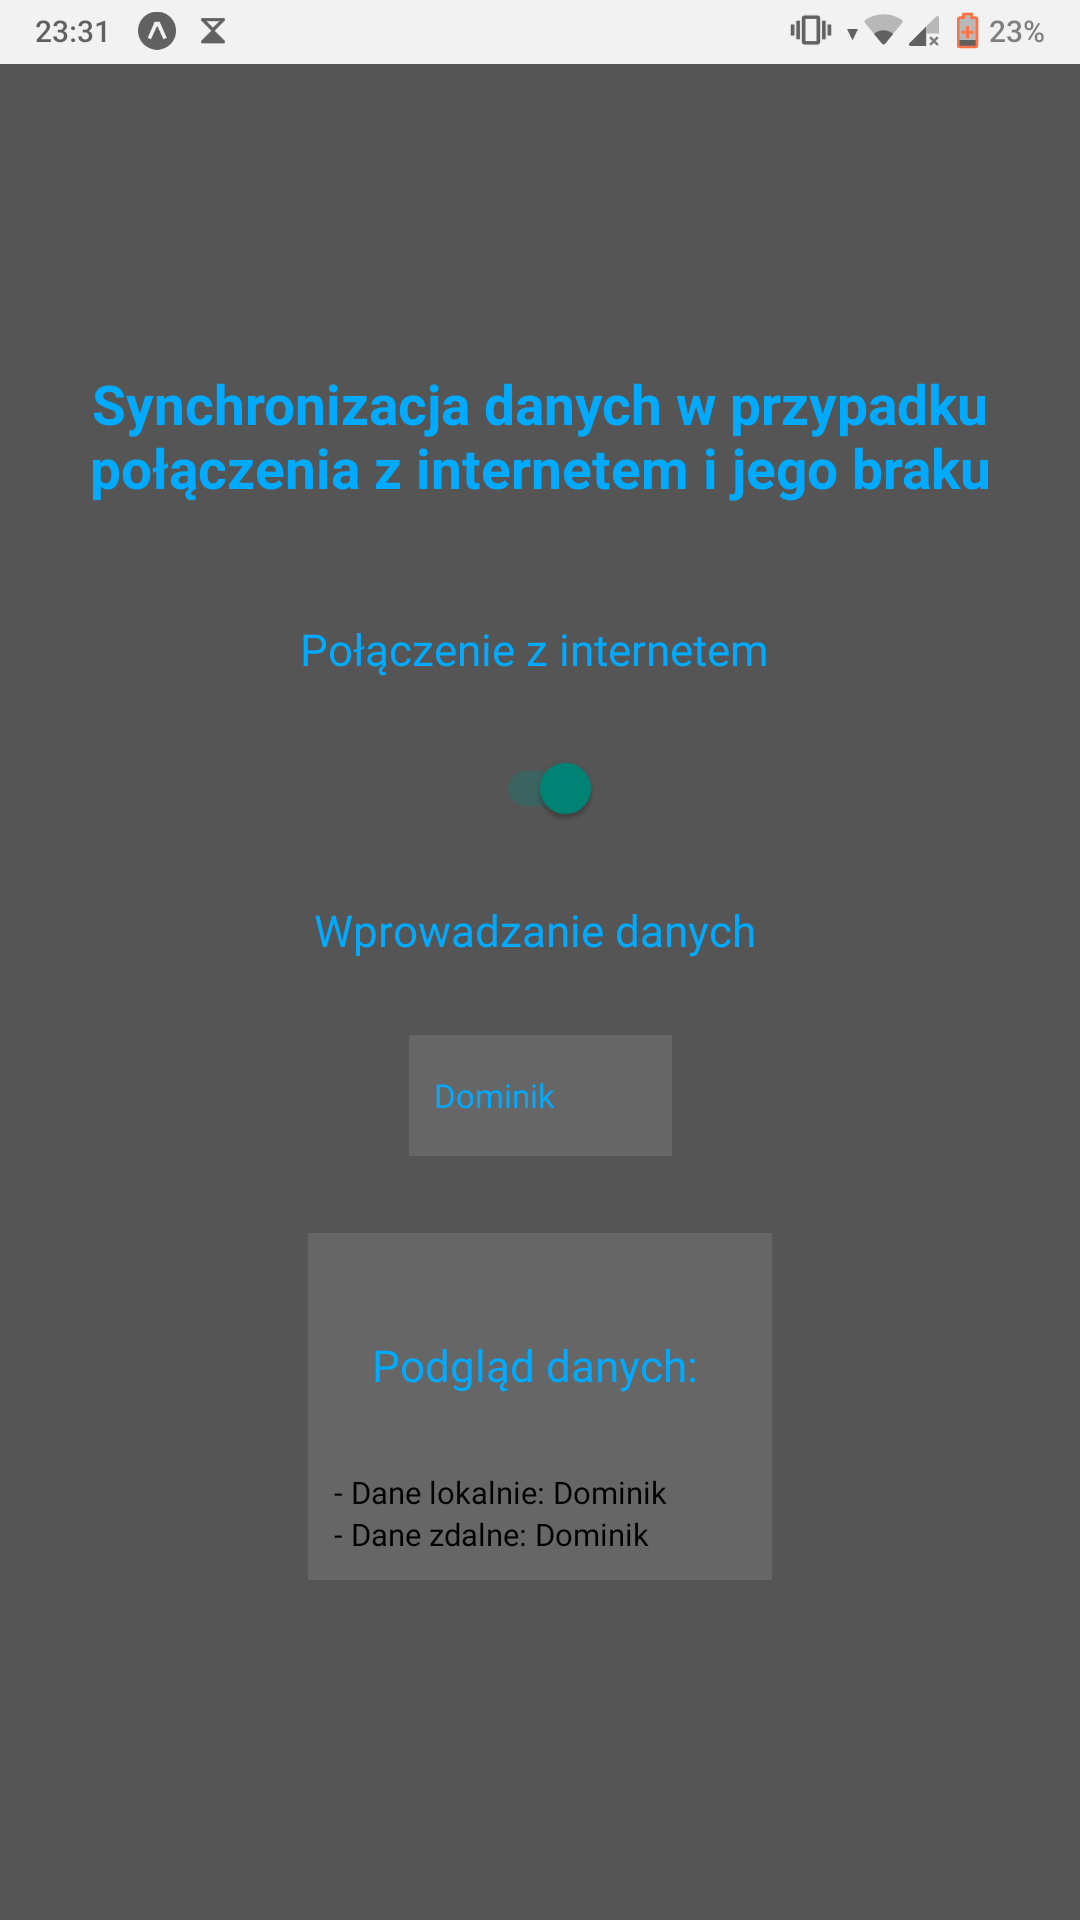 23:31
23%
Synchronizacja danych w przypadku
połączenia z internetem i jego braku
Połączenie z internetem
Wprowadzanie danych
Dominik
Podgląd danych:
- Dane lokalnie: Dominik
- Dane zdalne: Dominik